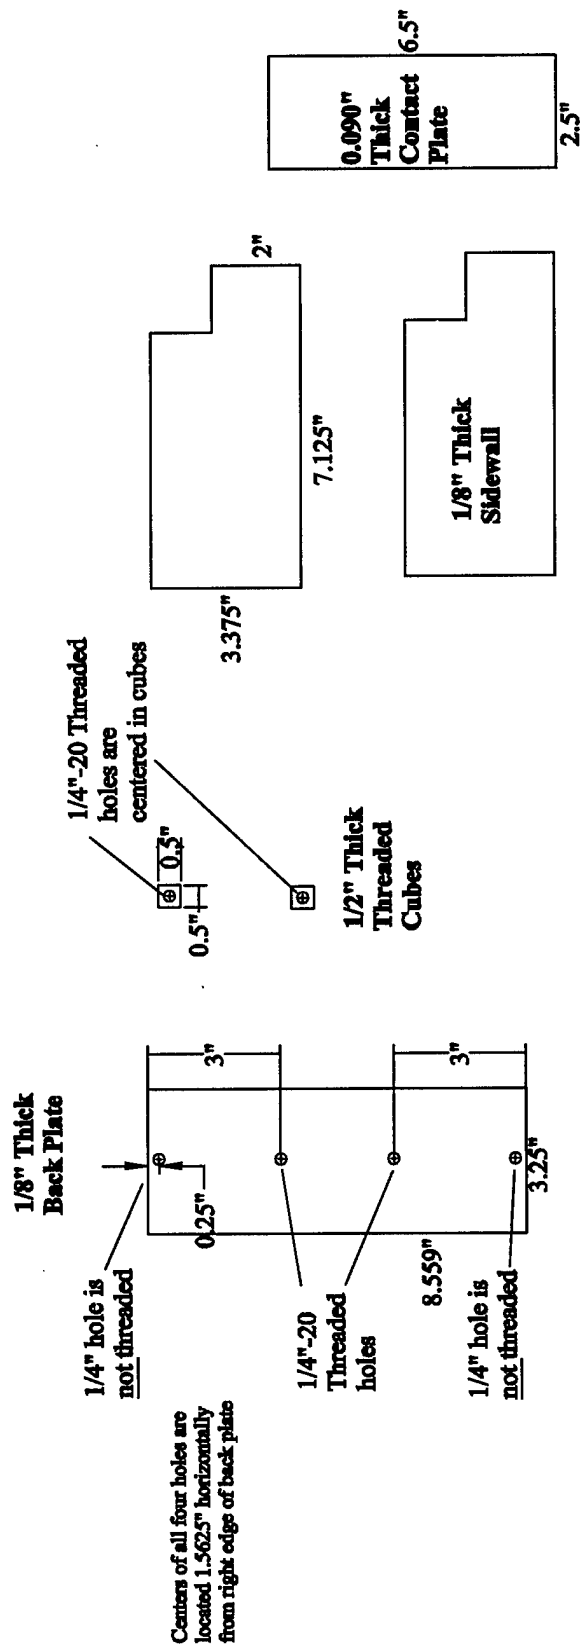 Centers of all four holes are
located 1.5625" horizontally
from right edge of back plate
1/4" hole is
not threaded
1/8" Thick
Back Plate
0.25"
3"
1/4"-20
Threaded
holes
8.559"
3"
1/4" hole is
not threaded
3.25"
1/4"-20 Threaded
holes are
centered in cubes
0.5"
0.5"
1/2" Thick
Threaded
Cubes
3.375"
7.125"
2"
1/8" Thick
Sidewall
0.090"
Thick
Contact
Plate
6.5"
2.5"